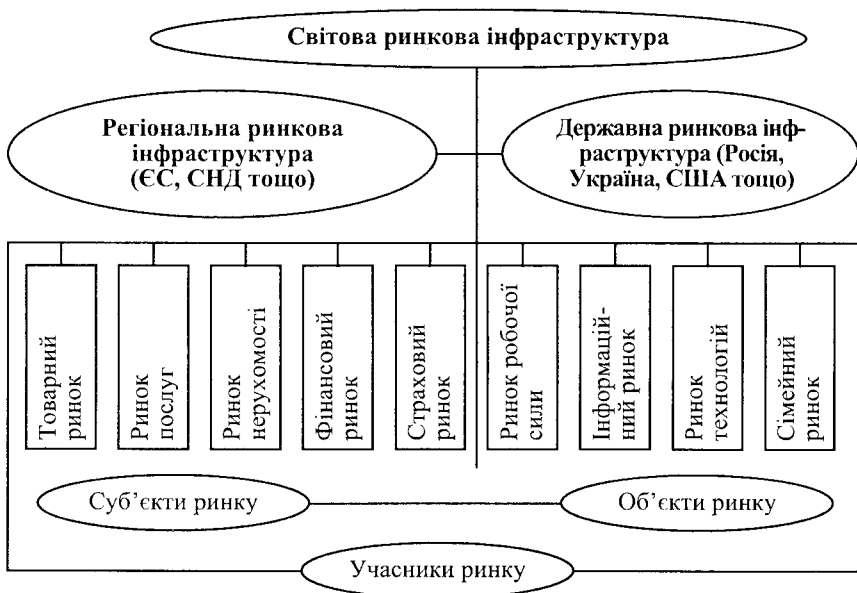 Світова ринкова інфраструктура
Регіональна ринкова
інфраструктура
(ЄС, СНД тощо)
Державна ринкова інф-
раструктура (Росія,
Україна, США тощо)
Товарний
ринок
Ринок
послуг
Ринок
нерухомості
Фінансовий
ринок
Страховий
ринок
Ринок робочої
сили
Інформацій-
ний ринок
Ринок
технологій
Сімейний
ринок
Суб’єкти ринку
Об’єкти ринку
Учасники ринку